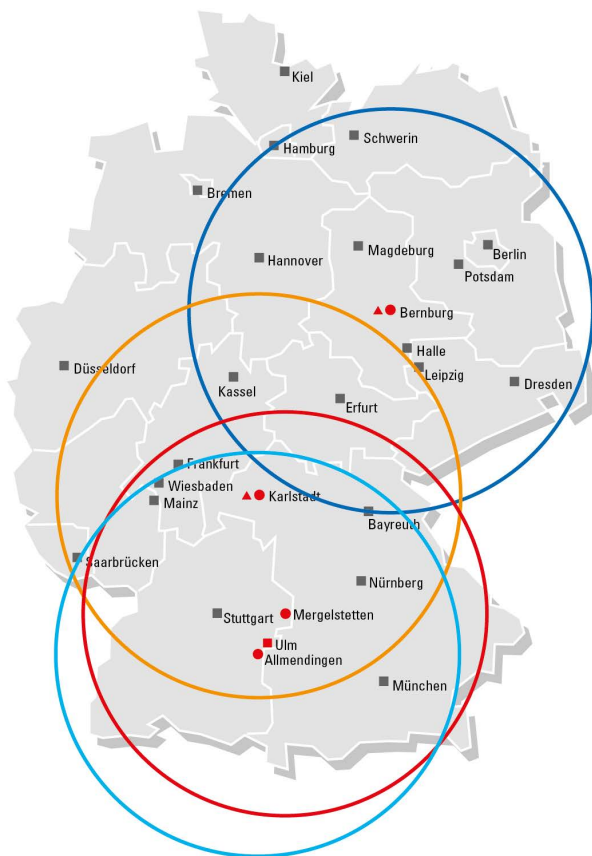 Kiel
Schwerin
Hamburg
Bremen
Magdeburg
Berlin
Hannover
Potsdam
Bernburg
Halle
Düsseldorf
Leipzig
Kassel
Dresden
Erfurt
Frankfurt
Wiesbaden
Karlstadt
Mainz
Bayreuth
Saarbrücken
Nürnberg
Stuttgart
Mergelstetten
Ulm
Allmendingen
München